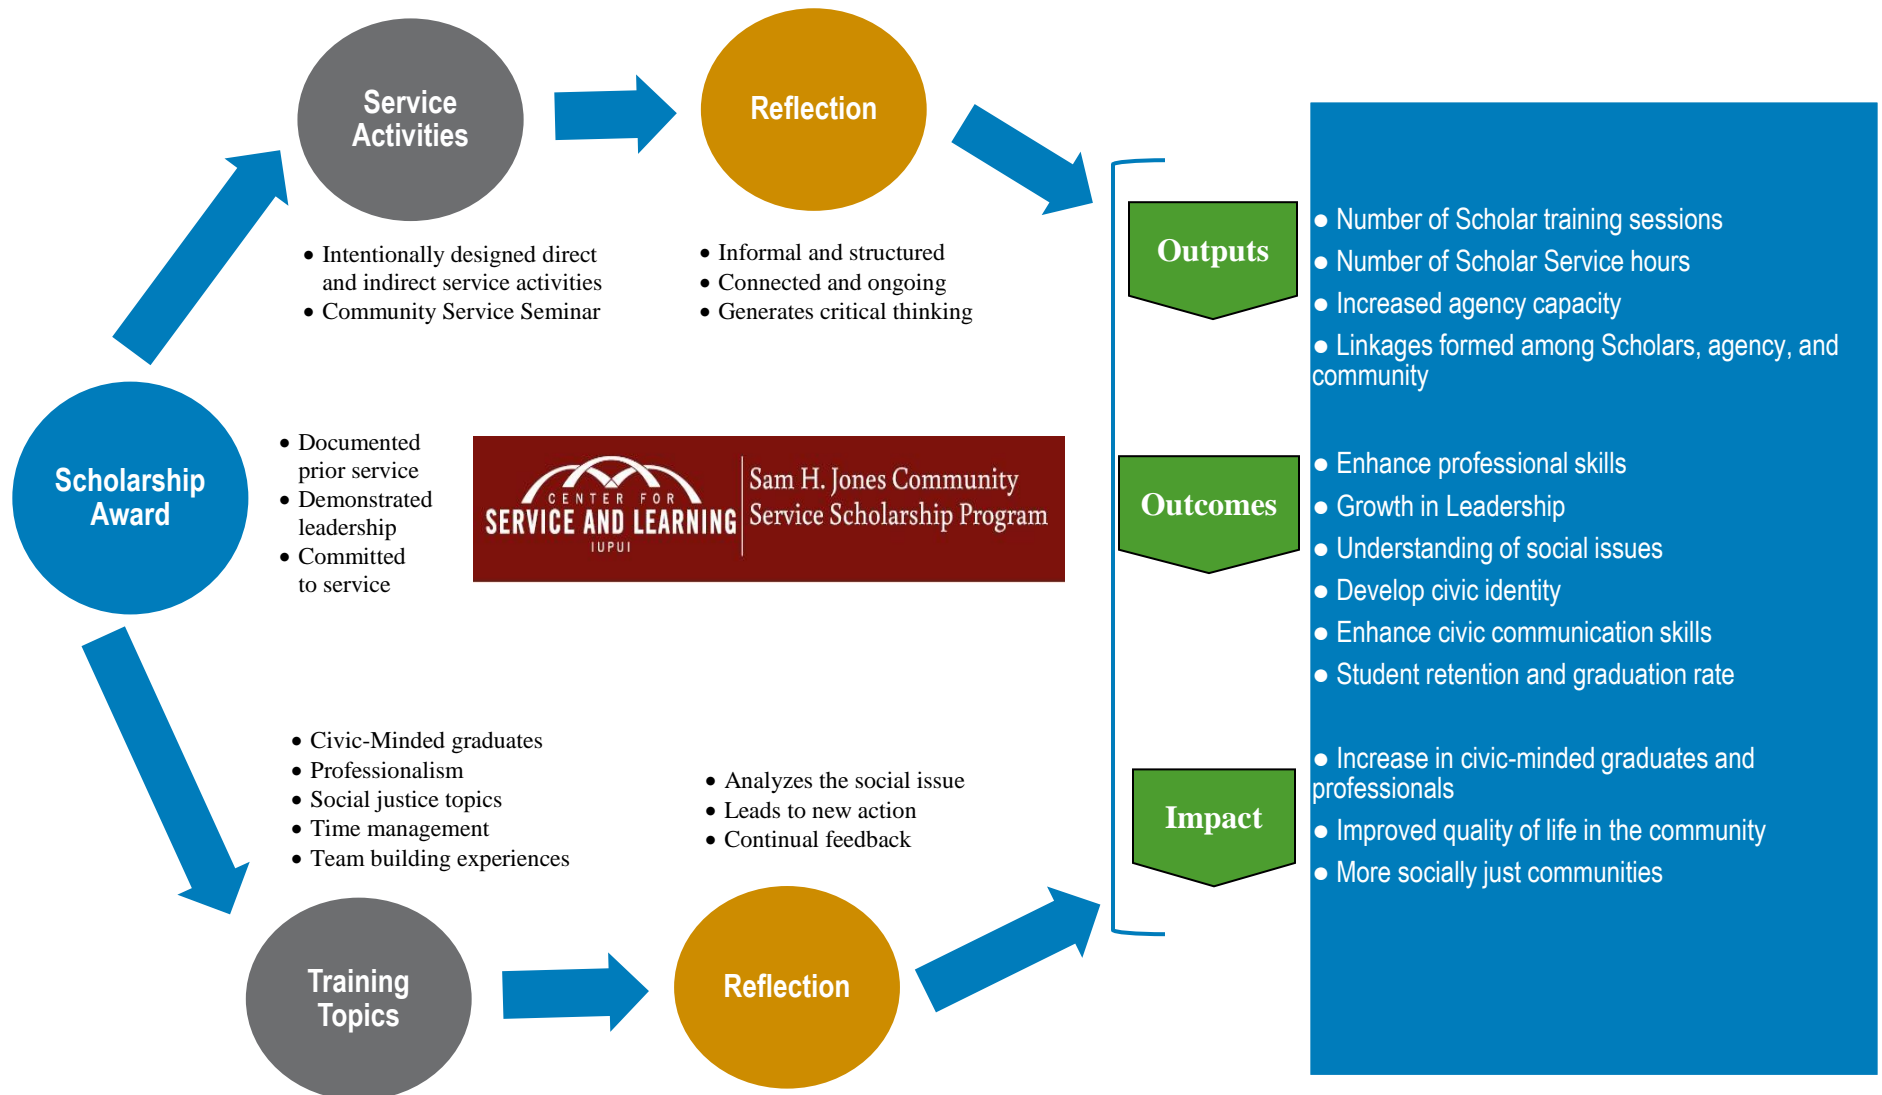 Service
Activities
Reflection
• Intentionally designed direct
and indirect service activities
• Community Service Seminar
• Informal and structured
• Connected and ongoing
• Generates critical thinking
Scholarship
Award
• Documented
prior service
• Demonstrated
leadership
• Committed
to service
CENTER FOR
SERVICE AND LEARNING
IUPUI
Sam H. Jones Community
Service Scholarship Program
• Civic-Minded graduates
• Professionalism
• Social justice topics
• Time management
• Team building experiences
• Analyzes the social issue
• Leads to new action
• Continual feedback
Training
Topics
Reflection
Outputs
● Number of Scholar training sessions
● Number of Scholar Service hours
● Increased agency capacity
● Linkages formed among Scholars, agency, and
community
Outcomes
● Enhance professional skills
● Growth in Leadership
● Understanding of social issues
● Develop civic identity
● Enhance civic communication skills
● Student retention and graduation rate
Impact
● Increase in civic-minded graduates and
professionals
● Improved quality of life in the community
● More socially just communities